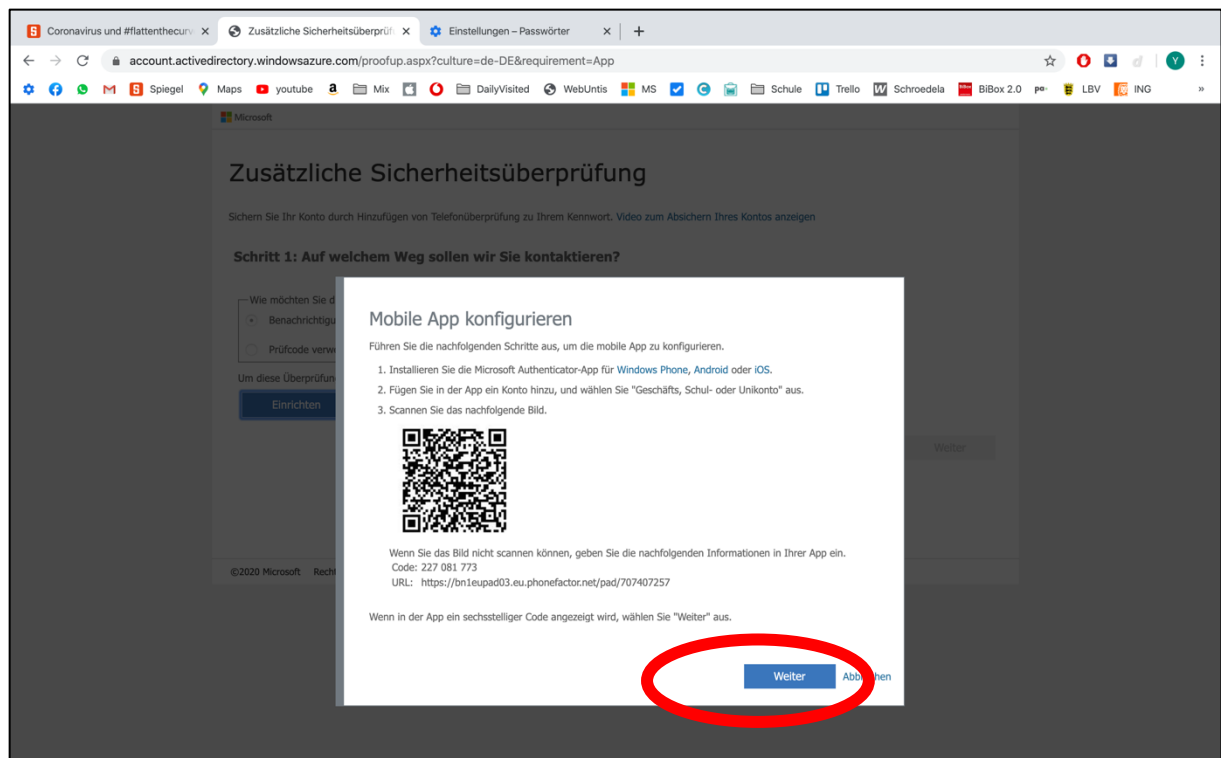 Coronavirus und #flattenthecurv
Zusätzliche Sicherheitsüberprüf
Einstellungen – Passwörter
account.activedirectory.windowsazure.com/proofup.aspx?culture=de-DE&requirement=App
Spiegel Maps youtube Mix DailyVisited WebUntis MS Schule Trello Schroedela BiBox 2.0 LBV ING »
Microsoft
Zusätzliche Sicherheitsüberprüfung
Sichern Sie Ihr Konto durch Hinzufügen von Telefonüberprüfung zu Ihrem Kennwort. Video zum Absichern Ihres Kontos anzeigen
Schritt 1: Auf welchem Weg sollen wir Sie kontaktieren?
Wie möchten Sie d
Benachrichtigu
Prüfcode verwe
Um diese Überprüfun
Einrichten
Weiter
Mobile App konfigurieren
Führen Sie die nachfolgenden Schritte aus, um die mobile App zu konfigurieren.
1. Installieren Sie die Microsoft Authenticator-App für Windows Phone, Android oder iOS.
2. Fügen Sie in der App ein Konto hinzu, und wählen Sie "Geschäfts, Schul- oder Unikonto" aus.
3. Scannen Sie das nachfolgende Bild.
Wenn Sie das Bild nicht scannen können, geben Sie die nachfolgenden Informationen in Ihrer App ein.
Code: 227 081 773
URL: https://bn1eupad03.eu.phonefactor.net/pad/707407257
Wenn in der App ein sechsstelliger Code angezeigt wird, wählen Sie "Weiter" aus.
Weiter
©2020 Microsoft